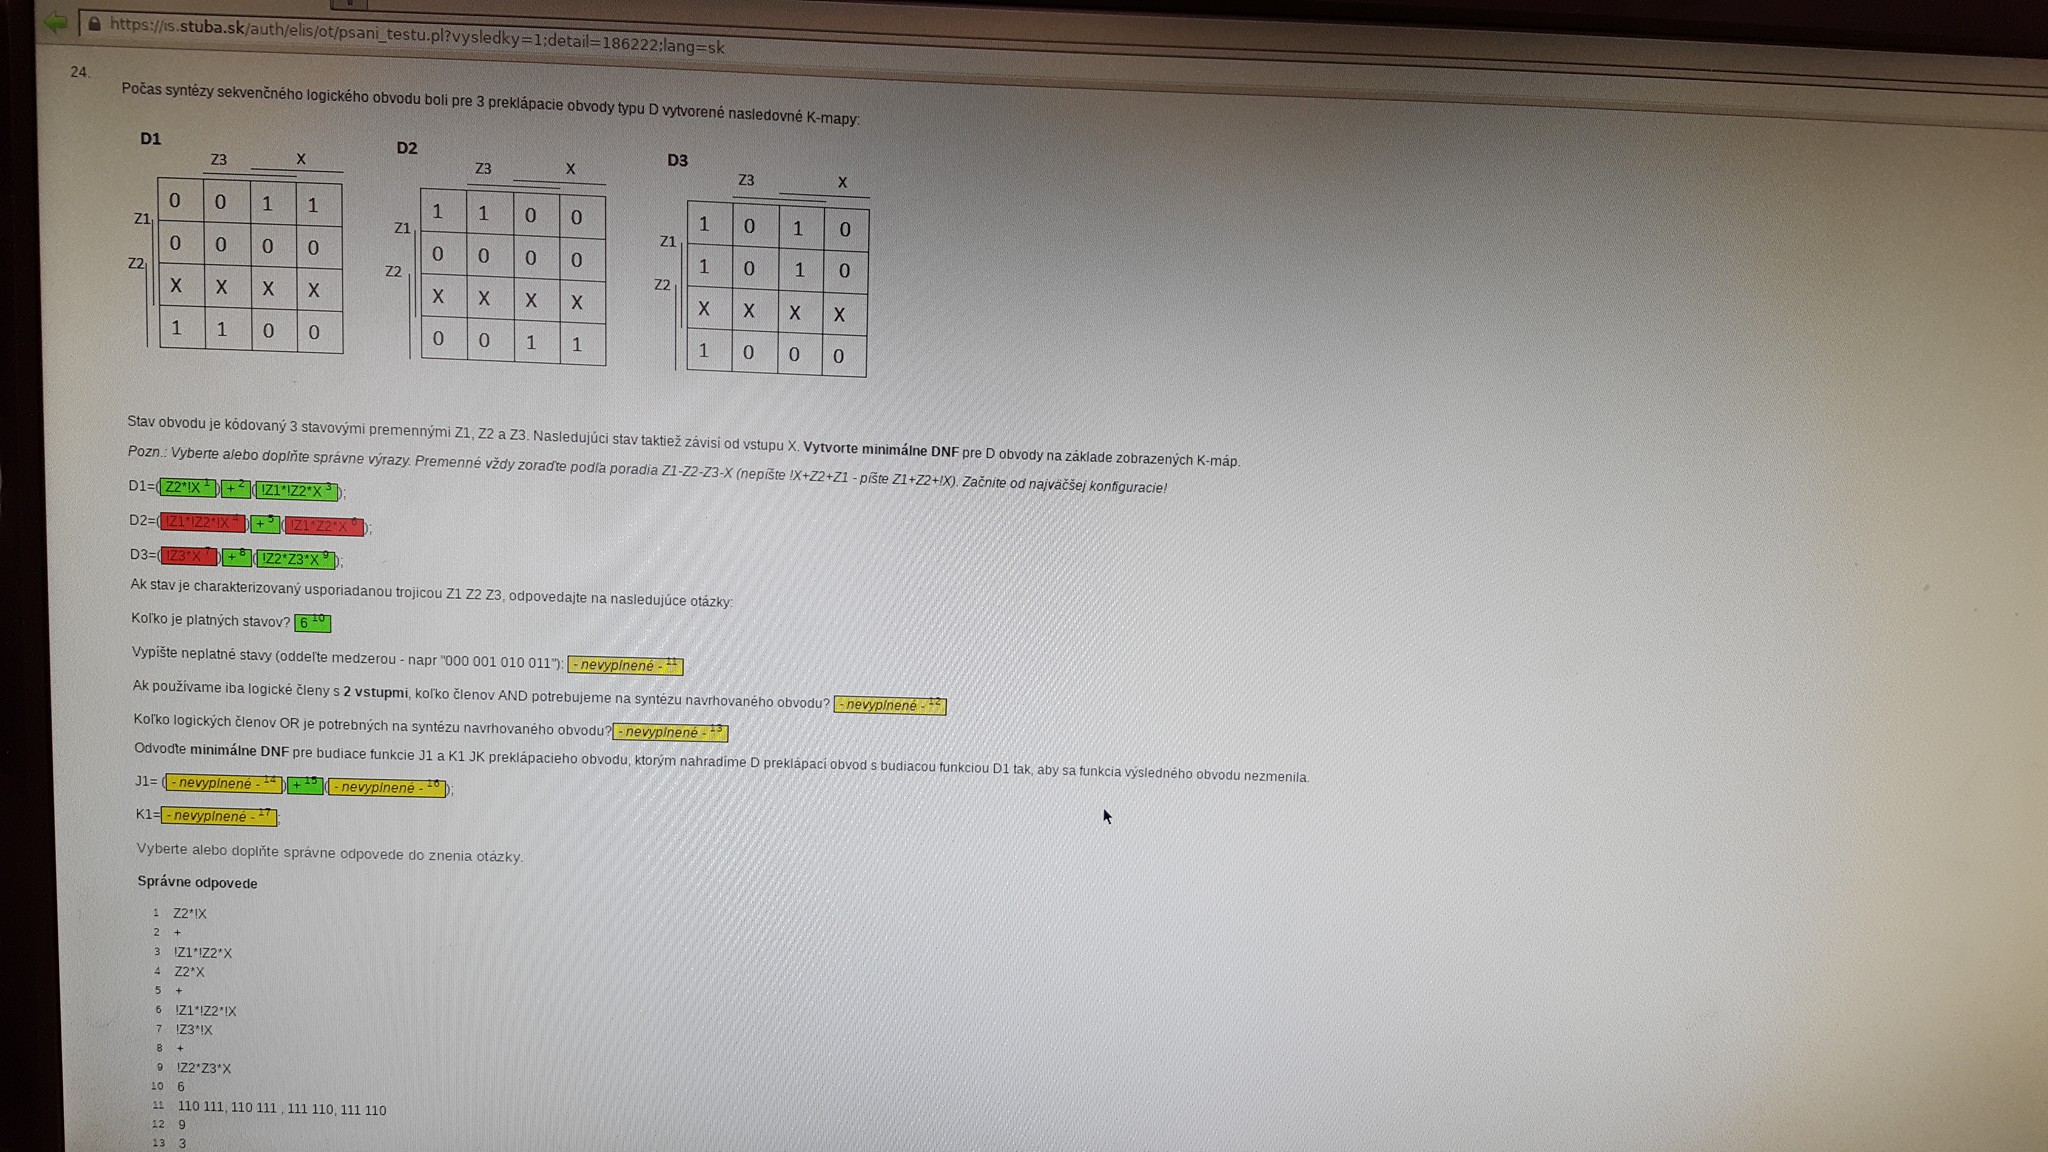 https://is.stuba.sk/auth/elis/ot/psani_testu.pl?vysledky=1;detail=186222;lang=sk
24.
Počas syntézy sekvenčného logického obvodu boli pre 3 preklápacie obvody typu D vytvorené nasledovné K-mapy:
D1
Z3 X
0 0 1 1
Z1
0 0 0 0
Z2
X X X X
1 1 0 0
D2
Z3 X
1 1 0 0
Z1
0 0 0 0
Z2
X X X X
0 0 1 1
D3
Z3 X
1 0 1 0
Z1
1 0 1 0
Z2
X X X X
1 0 0 0
Stav obvodu je kódovaný 3 stavovými premennými Z1, Z2 a Z3. Nasledujúci stav taktiež závisí od vstupu X. Vytvorte minimálne DNF pre D obvody na základe zobrazených K-máp.
Pozn.: Vyberte alebo doplňte správne výrazy. Premenné vždy zoraďte podľa poradia Z1-Z2-Z3-X (nepíšte !X+Z2+Z1 - píšte Z1+Z2+!X). Začnite od najväčšej konfiguracie!
D1=(Z2*!X 1)+ 2(!Z1*!Z2*X 3);
D2=(!Z1*!Z2*!X 4)+ 5(!Z1*Z2*X 6);
D3=(!Z3*X 7)+ 8(!Z2*Z3*X 9);
Ak stav je charakterizovaný usporiadanou trojicou Z1 Z2 Z3, odpovedajte na nasledujúce otázky:
Koľko je platných stavov? 6 10
Vypíšte neplatné stavy (oddeľte medzerou - napr "000 001 010 011"): - nevyplnené - 11
Ak používame iba logické členy s 2 vstupmi, koľko členov AND potrebujeme na syntézu navrhovaného obvodu? - nevyplnené - 12
Koľko logických členov OR je potrebných na syntézu navrhovaného obvodu? - nevyplnené - 13
Odvoďte minimálne DNF pre budiace funkcie J1 a K1 JK preklápacieho obvodu, ktorým nahradíme D preklápací obvod s budiacou funkciou D1 tak, aby sa funkcia výsledného obvodu nezmenila.
J1= (- nevyplnené - 14)+ 15(- nevyplnené - 16);
K1=- nevyplnené - 17;
Vyberte alebo doplňte správne odpovede do znenia otázky.
Správne odpovede
1 Z2*!X
2 +
3 !Z1*!Z2*X
4 Z2*X
5 +
6 !Z1*!Z2*!X
7 !Z3*!X
8 +
9 !Z2*Z3*X
10 6
11 110 111, 110 111 , 111 110, 111 110
12 9
13 3